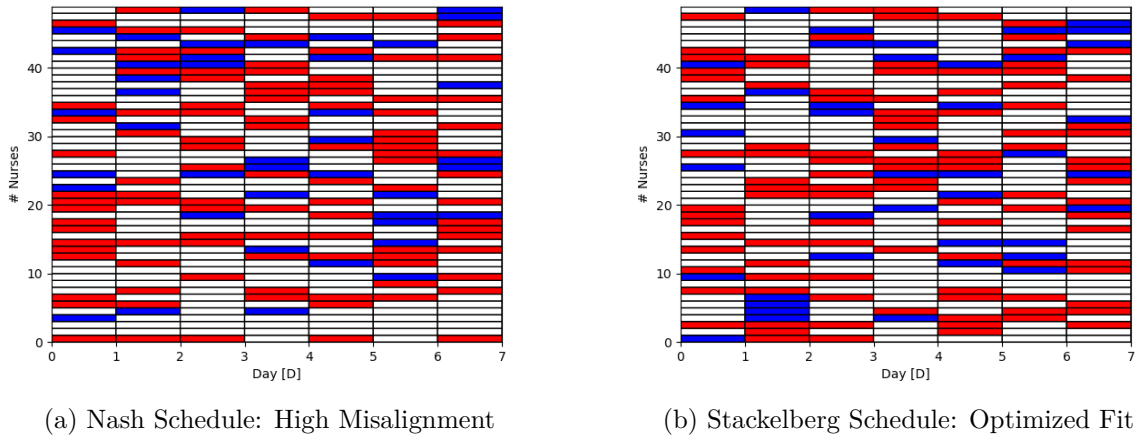 40
30
20
10
0
# Nurses
0 1 2 3 4 5 6 7
Day [D]
(a) Nash Schedule: High Misalignment
40
30
20
10
0
# Nurses
0 1 2 3 4 5 6 7
Day [D]
(b) Stackelberg Schedule: Optimized Fit